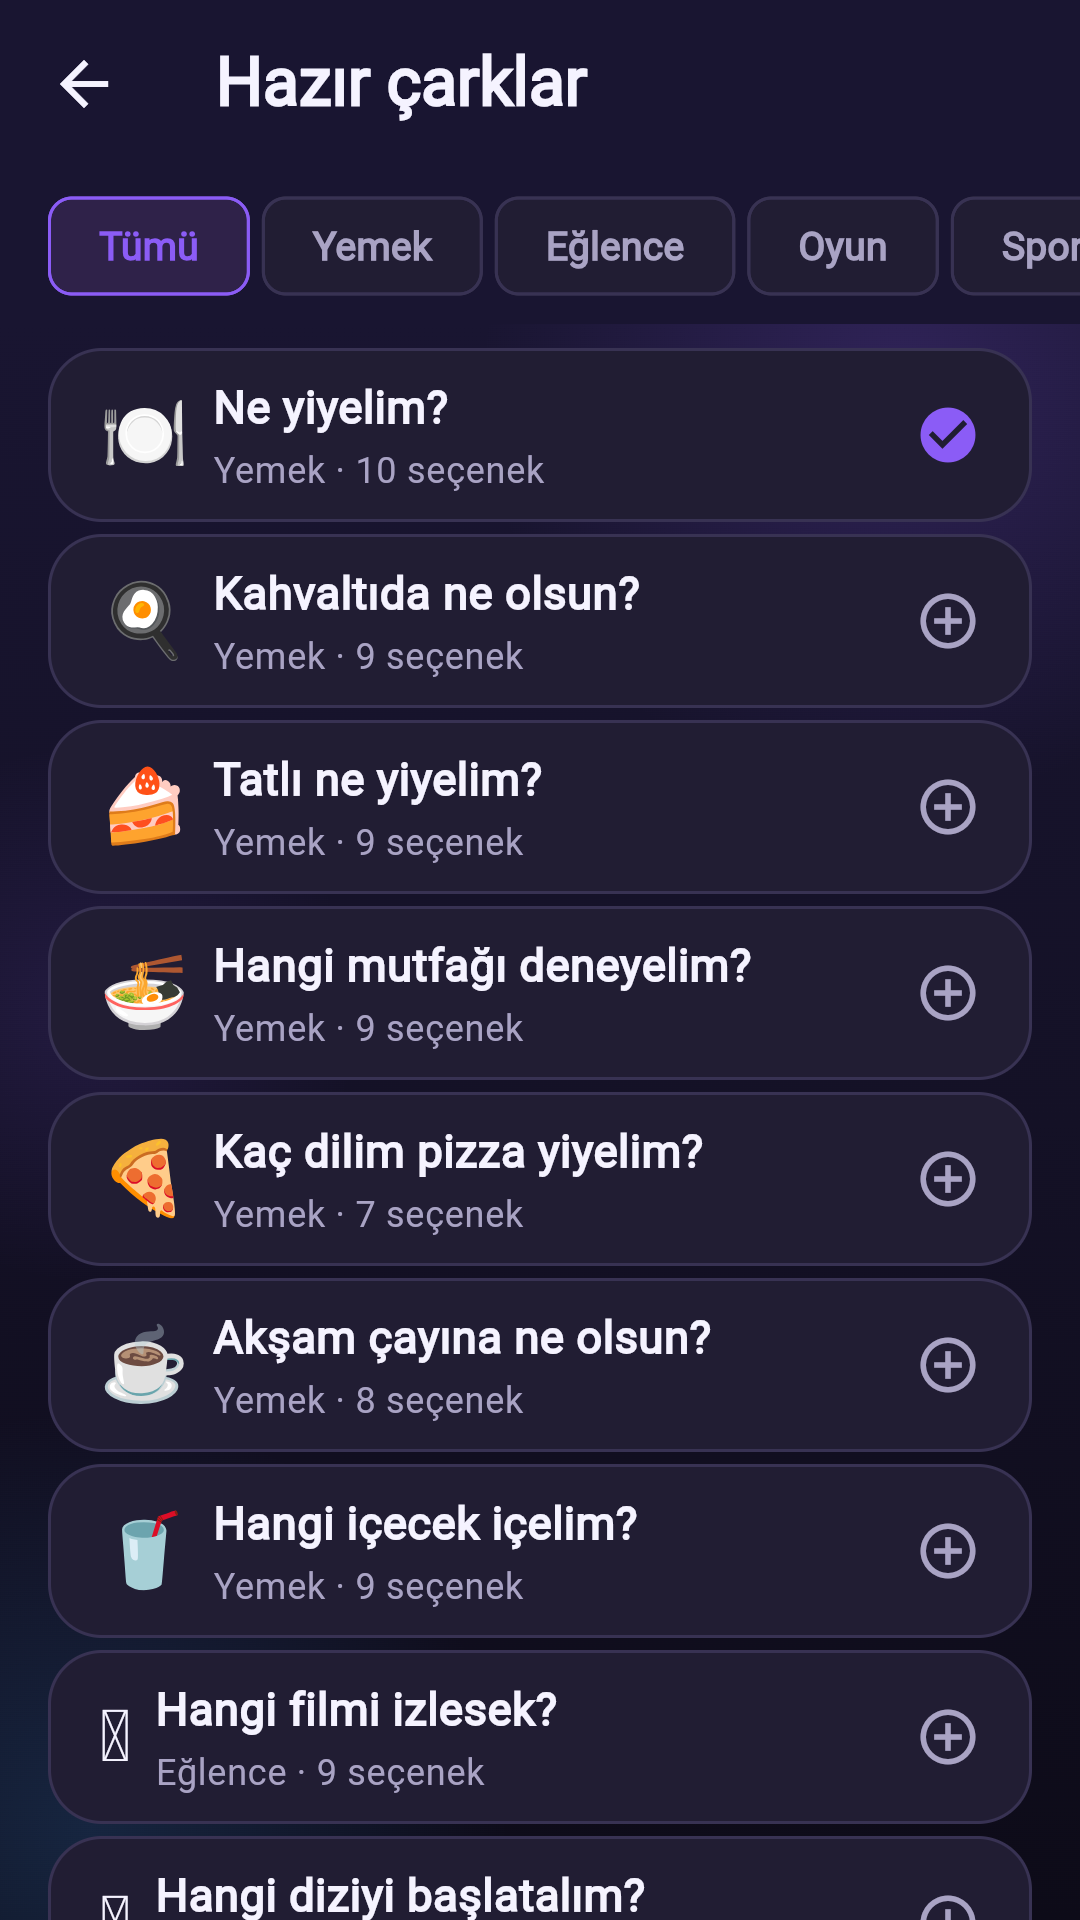 Hazır çarklar
Tümü
Yemek
Eğlence
Oyun
Spor
Ne yiyelim?
Yemek · 10 seçenek
Kahvaltıda ne olsun?
Yemek · 9 seçenek
Tatlı ne yiyelim?
Yemek · 9 seçenek
Hangi mutfağı deneyelim?
Yemek · 9 seçenek
Kaç dilim pizza yiyelim?
Yemek · 7 seçenek
Akşam çayına ne olsun?
Yemek · 8 seçenek
Hangi içecek içelim?
Yemek · 9 seçenek
Hangi filmi izlesek?
Eğlence · 9 seçenek
Hangi diziyi başlatalım?